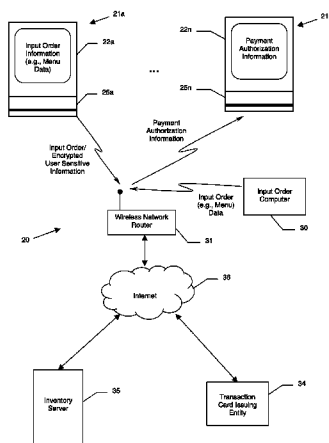 21a
21
22a
Input Order
Information
(e.g., Menu
Data)
...
22n
Payment
Authorization
Information
25a
25n
Payment
Authorization
Information
Input Order/
Encrypted
User Sensitive
Information
Input Order
(e.g., Menu)
Data
Input Order
Computer
30
20
Wireless Network
Router
31
Internet
36
Inventory
Server
35
Transaction
Card Issuing
Entity
34